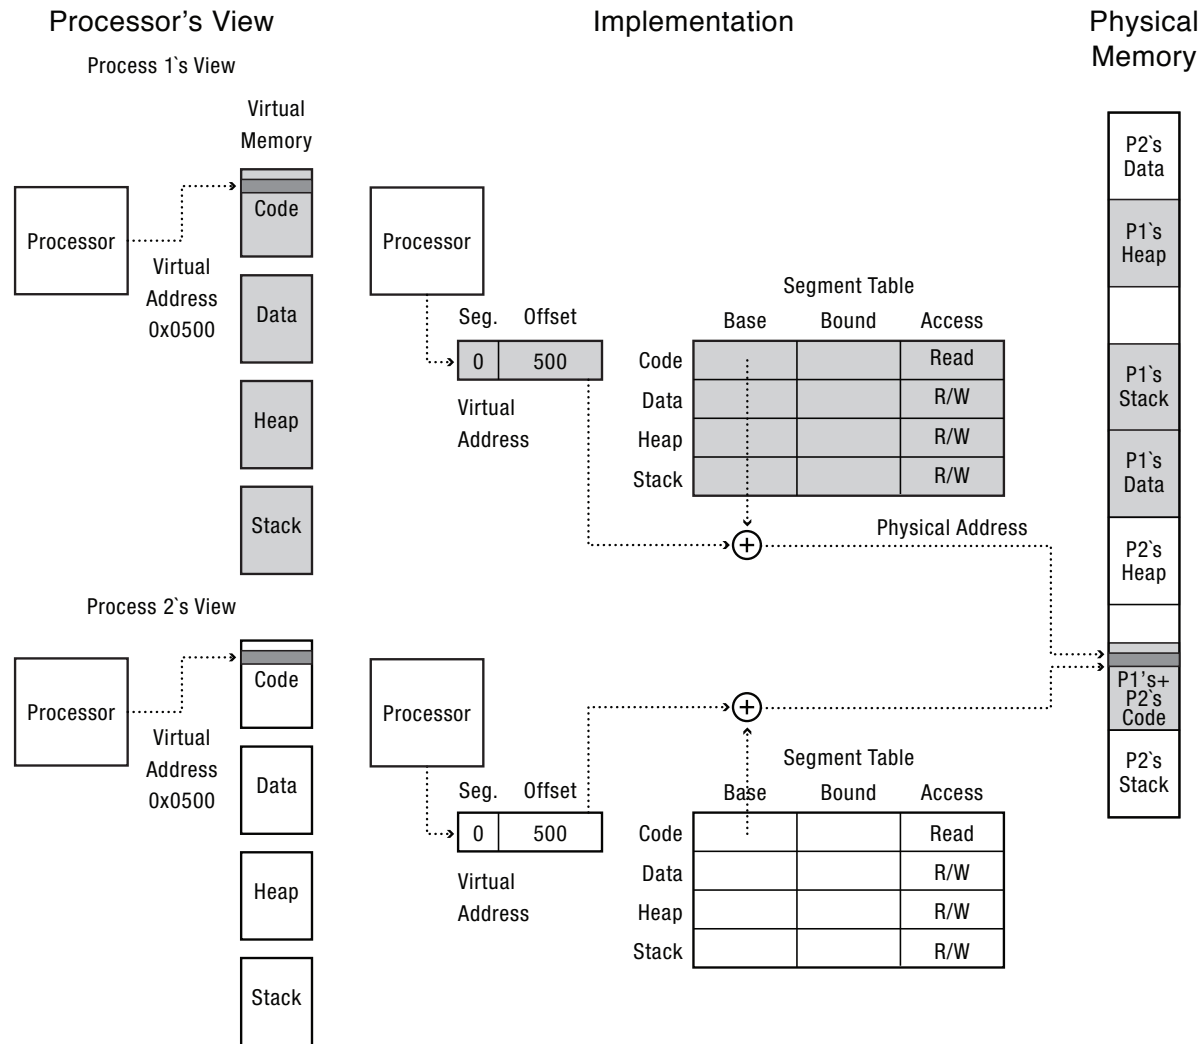 Processor's View
Implementation
Physical
Memory
Process 1`s View
Virtual
Memory
Processor
Virtual
Address
0x0500
Code
Data
Heap
Stack
Processor
Seg. Offset
0 500
Virtual
Address
Segment Table
Base Bound Access
Code Read
Data R/W
Heap R/W
Stack R/W
Physical Address
P2`s
Data
P1`s
Heap
P1`s
Stack
P1`s
Data
P2`s
Heap
P1's+
P2`s
Code
P2`s
Stack
Process 2`s View
Processor
Virtual
Address
0x0500
Code
Data
Heap
Stack
Processor
Seg. Offset
0 500
Virtual
Address
Segment Table
Base Bound Access
Code Read
Data R/W
Heap R/W
Stack R/W